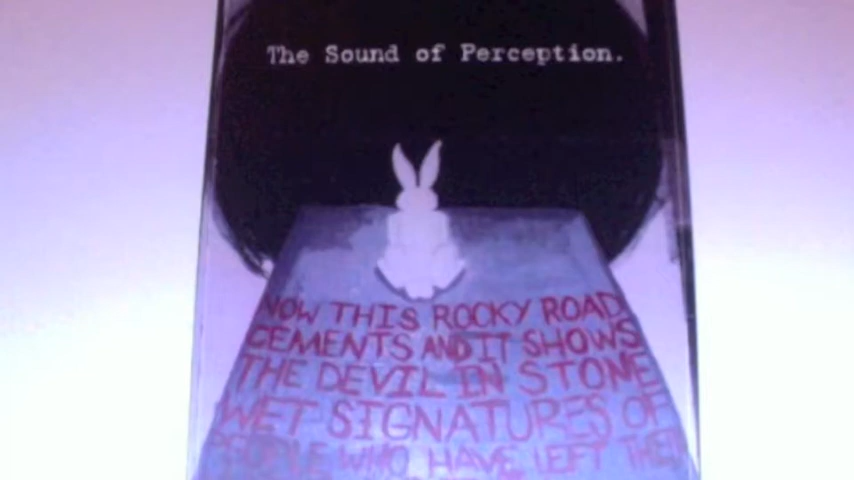 The Sound of Perception.
NOW THIS ROCKY ROAD
CEMENTS AND IT SHOWS
THE DEVIL IN STONE
WET SIGNATURES OF
PEOPLE WHO HAVE LEFT